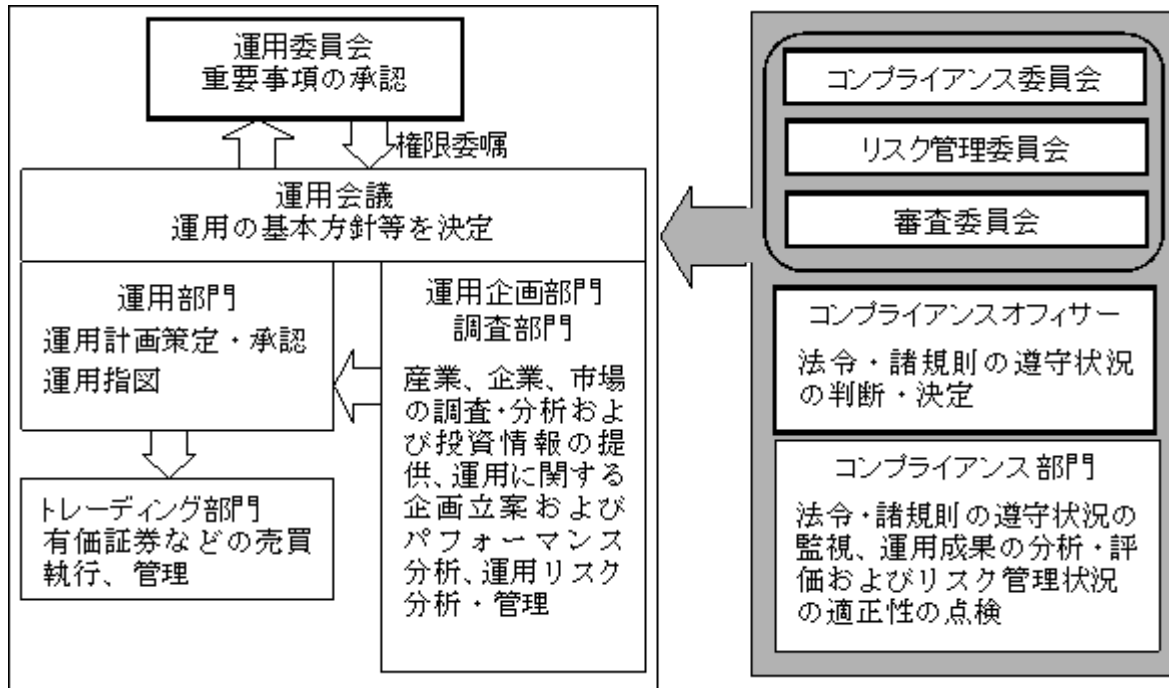 運用委員会
重要事項の承認
権限委嘱
運用会議
運用の基本方針等を決定
運用部門
運用計画策定・承認
運用指図
トレーディング部門
有価証券などの売買
執行、管理
運用企画部門
調査部門
産業、企業、市場
の調査・分析およ
び投資情報の提
供、運用に関する
企画立案および
パフォーマンス
分析、運用リスク
分析・管理
コンプライアンス委員会
リスク管理委員会
審査委員会
コンプライアンスオフィサー
法令・諸規則の遵守状況
の判断・決定
コンプライアンス部門
法令・諸規則の遵守状況の
監視、運用成果の分析・評
価およびリスク管理状況
の適正性の点検